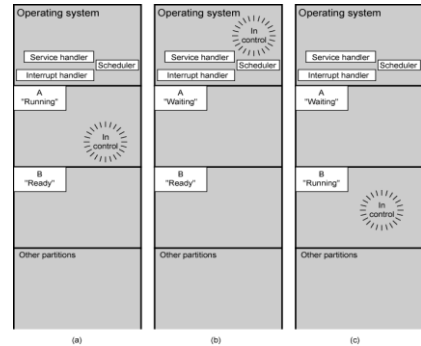 Operating system
Service handler
Scheduler
Interrupt handler
A
"Running"
In
control
B
"Ready"
Other partitions
(a)
Operating system
In
control
Service handler
Scheduler
Interrupt handler
A
"Waiting"
B
"Ready"
Other partitions
(b)
Operating system
Service handler
Scheduler
Interrupt handler
A
"Waiting"
B
"Running"
In
control
Other partitions
(c)